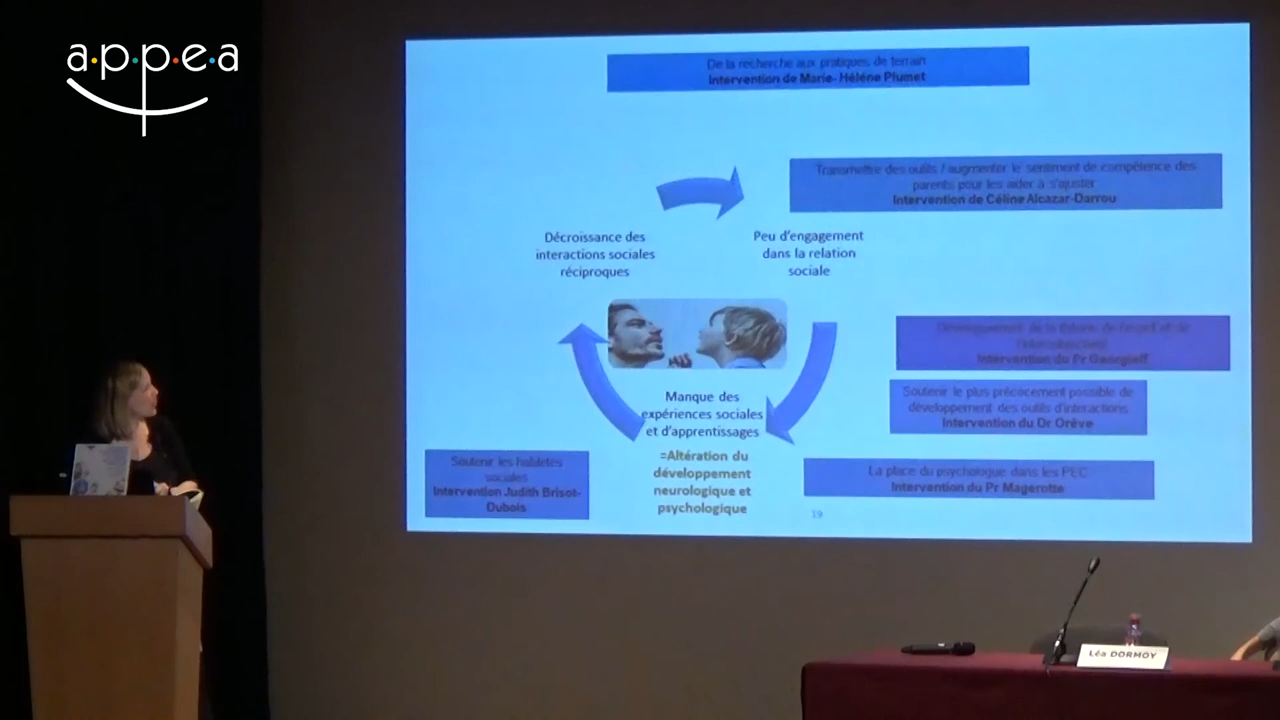 a·p·p·e·a
De la recherche aux pratiques de terrain
Intervention de Marie- Hélène Plumet
Transmettre des outils / augmenter le sentiment de compétence des
parents pour les aider à s'ajuster
Intervention de Céline Alcazar-Darrou
Décroissance des
interactions sociales
réciproques
Peu d'engagement
dans la relation
sociale
Développement de la théorie de l'esprit et de
l'intersubjectivité
Intervention du Pr Georgieff
Soutenir le plus précocement possible de
développement des outils d'interactions
Intervention du Dr Orève
Manque des
expériences sociales
et d'apprentissages
=Altération du
développement
neurologique et
psychologique
La place du psychologue dans les PEC
Intervention du Pr Magerotte
Soutenir les habiletés
sociales
Intervention Judith Brisot-
Dubois
19
Léa DORMOY